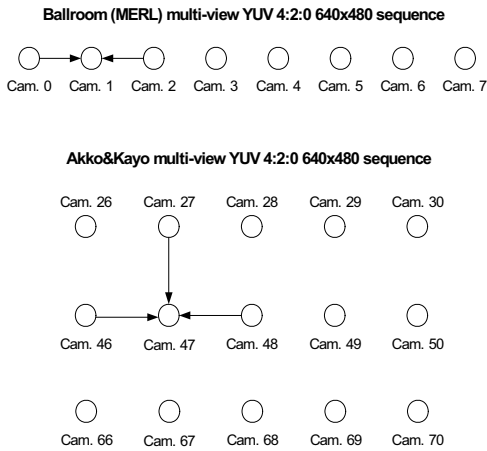 Ballroom (MERL) multi-view YUV 4:2:0 640x480 sequence
Cam. 0 Cam. 1 Cam. 2 Cam. 3 Cam. 4 Cam. 5 Cam. 6 Cam. 7
Akko&Kayo multi-view YUV 4:2:0 640x480 sequence
Cam. 26 Cam. 27 Cam. 28 Cam. 29 Cam. 30
Cam. 46 Cam. 47 Cam. 48 Cam. 49 Cam. 50
Cam. 66 Cam. 67 Cam. 68 Cam. 69 Cam. 70